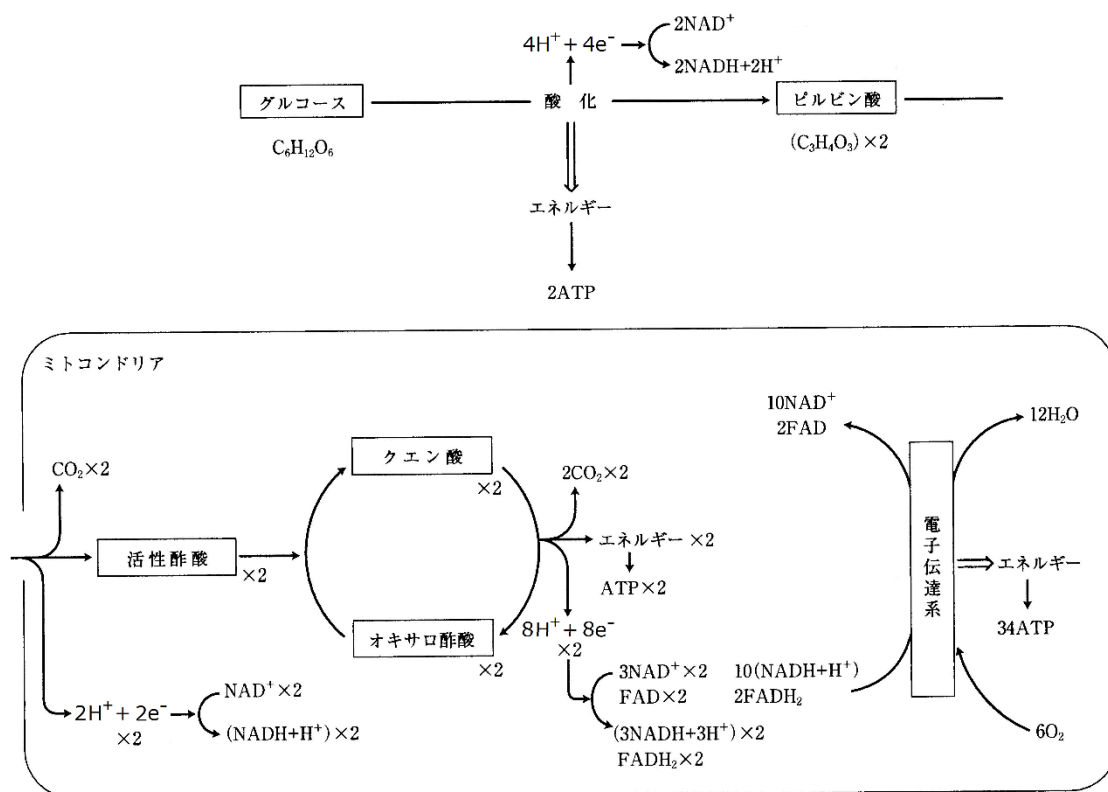 4H⁺ + 4e⁻
2NAD⁺
2NADH+2H⁺
グルコース
酸化
ピルビン酸
C₆H₁₂O₆
(C₃H₄O₃)×2
エネルギー
2ATP
ミトコンドリア
CO₂×2
活性酢酸
×2
2H⁺ + 2e⁻
×2
NAD⁺×2
(NADH+H⁺)×2
クエン酸
×2
オキサロ酢酸
×2
2CO₂×2
エネルギー ×2
ATP×2
8H⁺ + 8e⁻
×2
3NAD⁺×2
FAD×2
(3NADH+3H⁺)×2
FADH₂×2
10(NADH+H⁺)
2FADH₂
10NAD⁺
2FAD
電子伝達系
12H₂O
エネルギー
34ATP
6O₂